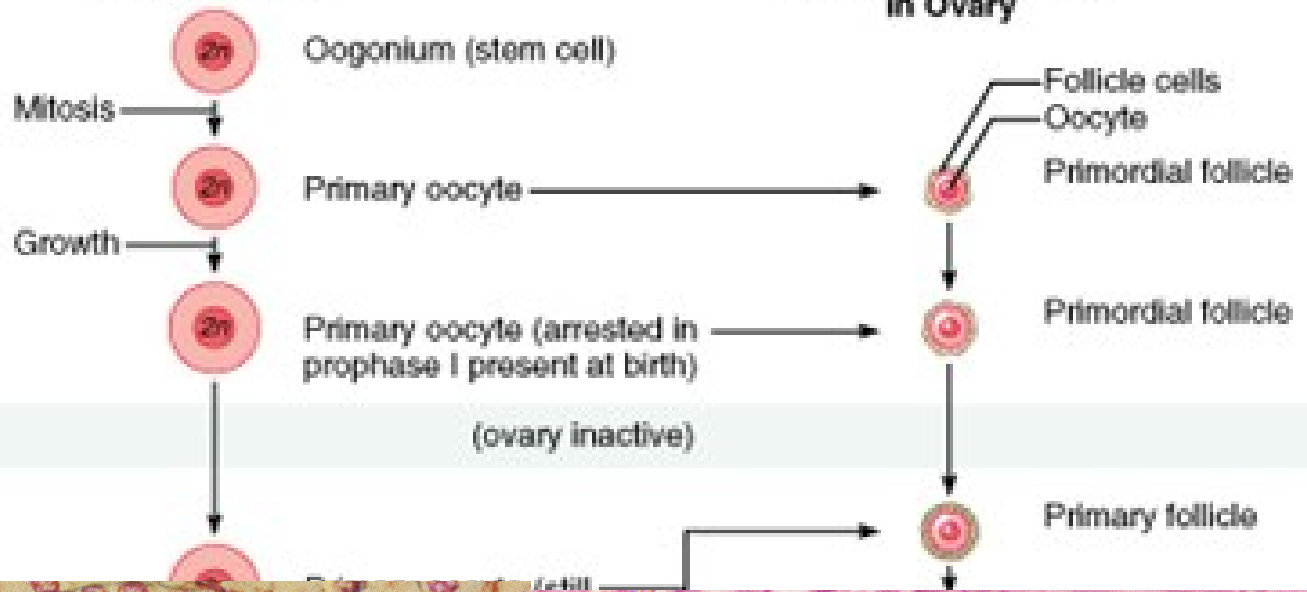 in Ovary
2n
Oogonium (stem cell)
Follicle cells
Mitosis
Oocyte
2n
Primary oocyte
Primordial follicle
Growth
2n
Primary oocyte (arrested in
prophase I present at birth)
Primordial follicle
(ovary inactive)
Primary follicle
(still